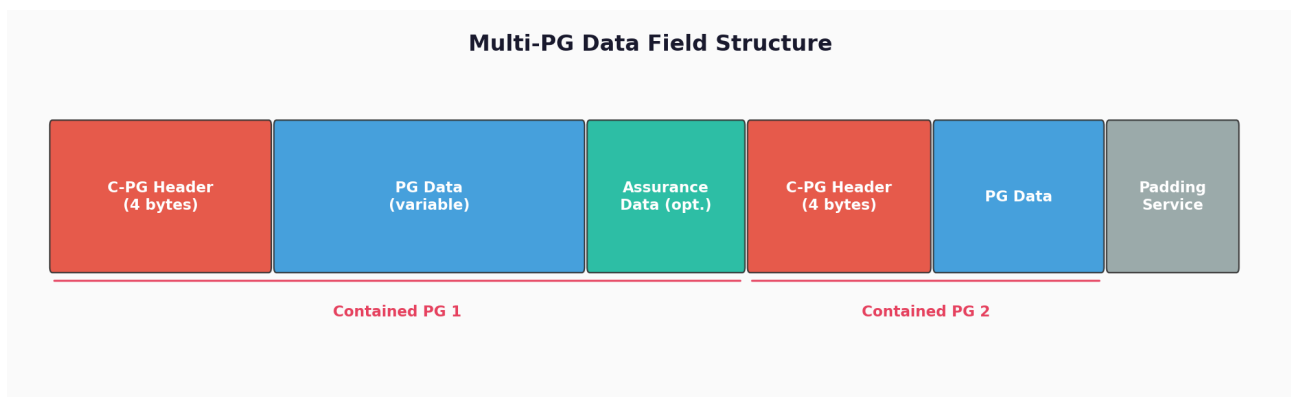 Multi-PG Data Field Structure
C-PG Header
(4 bytes)
PG Data
(variable)
Assurance
Data (opt.)
C-PG Header
(4 bytes)
PG Data
Padding
Service
Contained PG 1
Contained PG 2